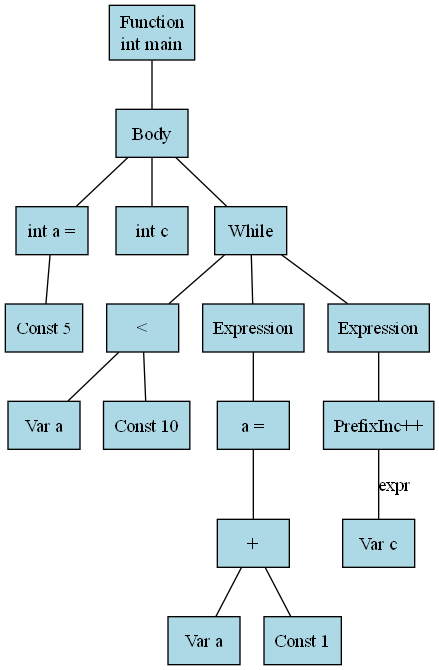 Function
int main
Body
int a =
int c
While
Const 5
<
Expression
Expression
Var a
Const 10
a =
PrefixInc++
expr
+
Var c
Var a
Const 1